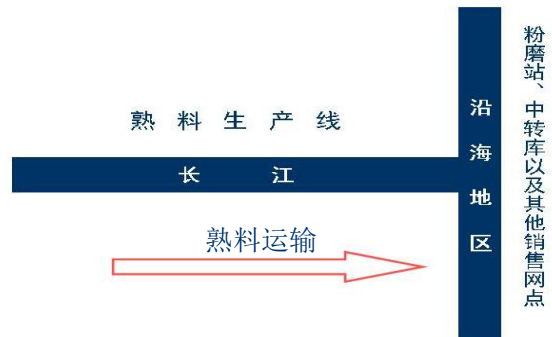 熟料生产线
长江
熟料运输
沿海地区
粉磨站、中转库以及其他销售网点